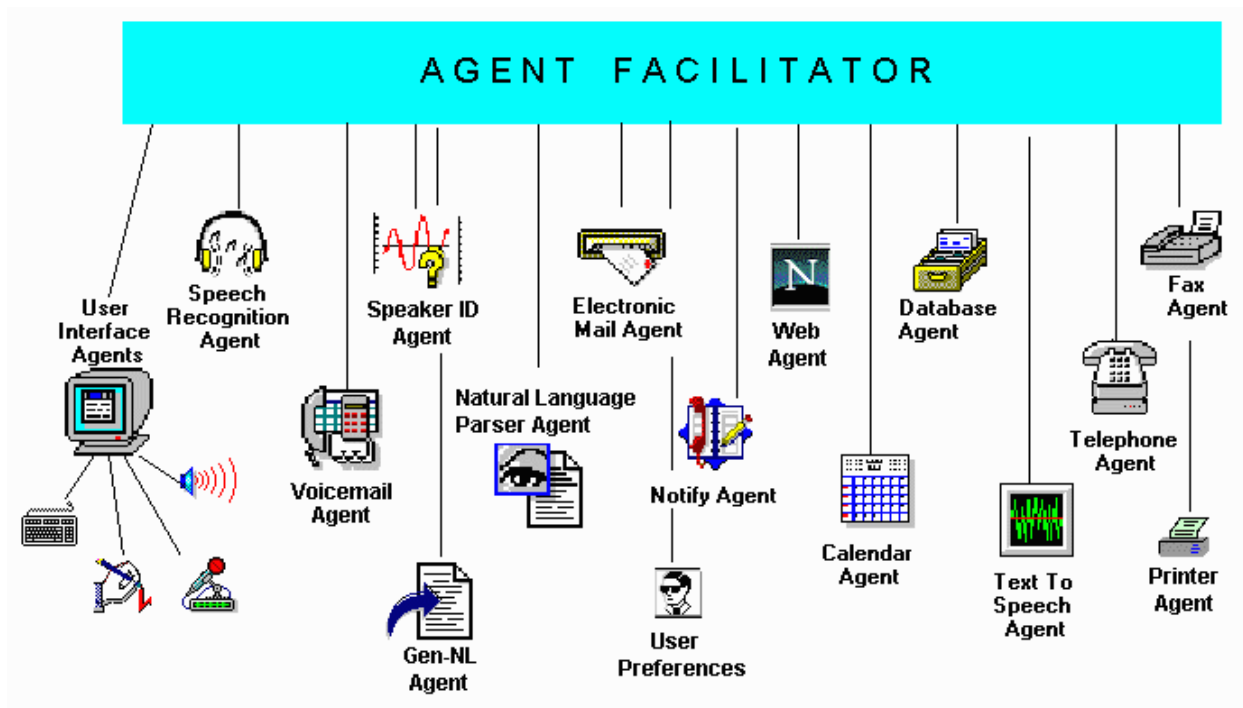 AGENT FACILITATOR
User
Interface
Agents
Speech
Recognition
Agent
Speaker ID
Agent
Electronic
Mail Agent
N
Web
Agent
Database
Agent
Fax
Agent
Voicemail
Agent
Natural Language
Parser Agent
Notify Agent
Calendar
Agent
Telephone
Agent
Gen-NL
Agent
User
Preferences
Text To
Speech
Agent
Printer
Agent